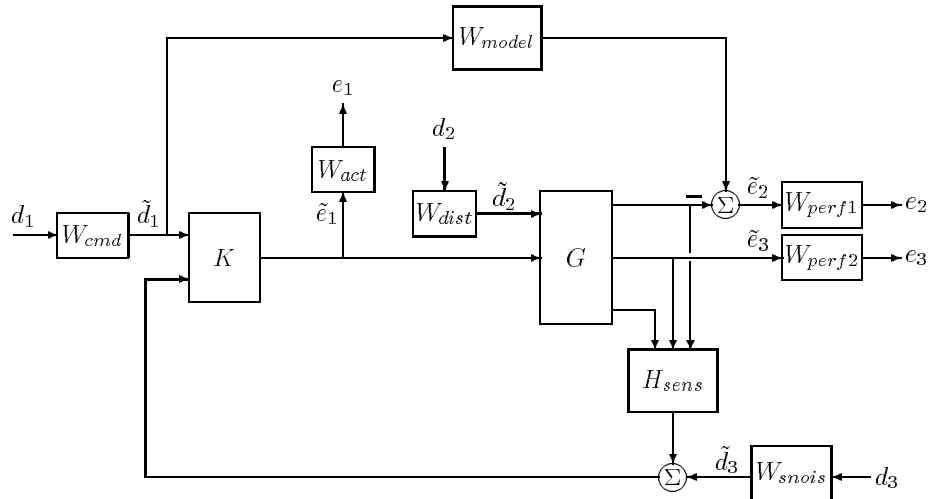 W_model
e_1
W_act
d_2
W_dist
d̃_2
d_1
W_cmd
d̃_1
K
ẽ_1
G
−
Σ
ẽ_2
W_perf1
e_2
ẽ_3
W_perf2
e_3
H_sens
Σ
d̃_3
W_snois
d_3